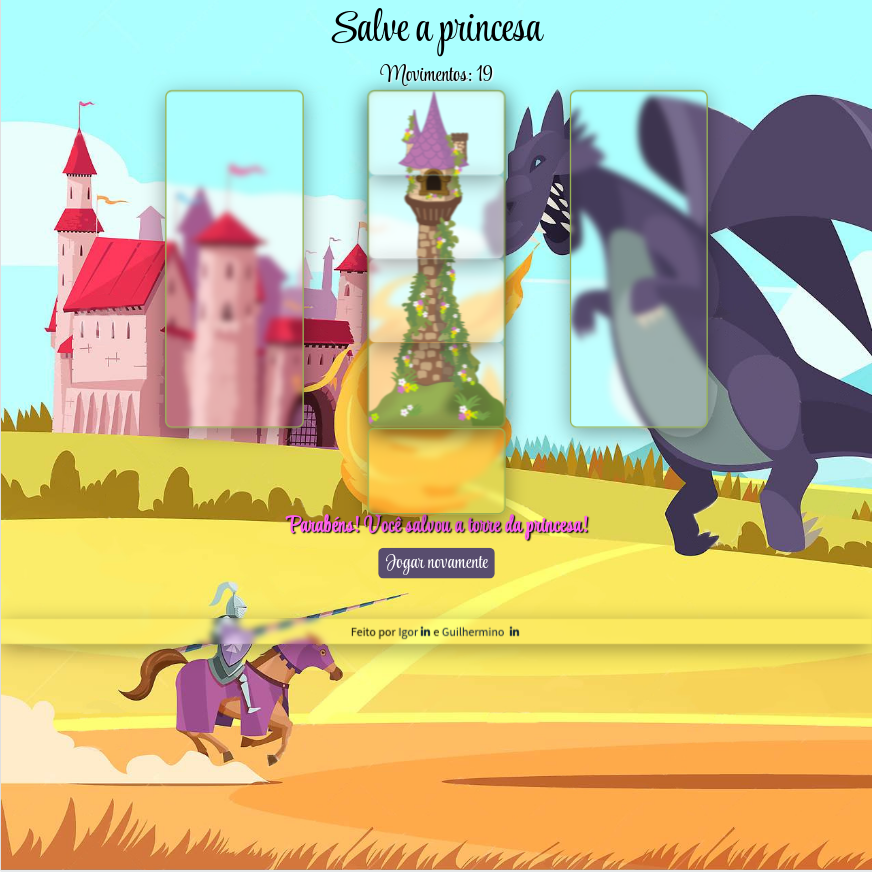 Salve a princesa
Movimentos: 19
Parabéns! Você salvou a torre da princesa!
Jogar novamente
Feito por Igor in e Guilhermino in